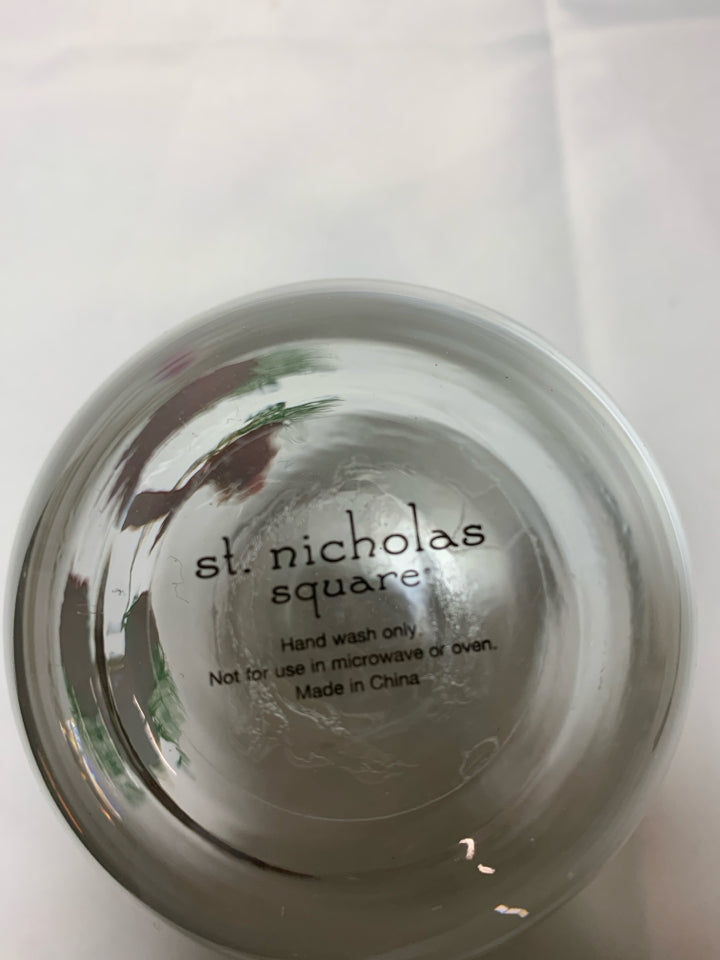 st. nicholas
square
Hand wash only.
Not for use in microwave or oven.
Made in China